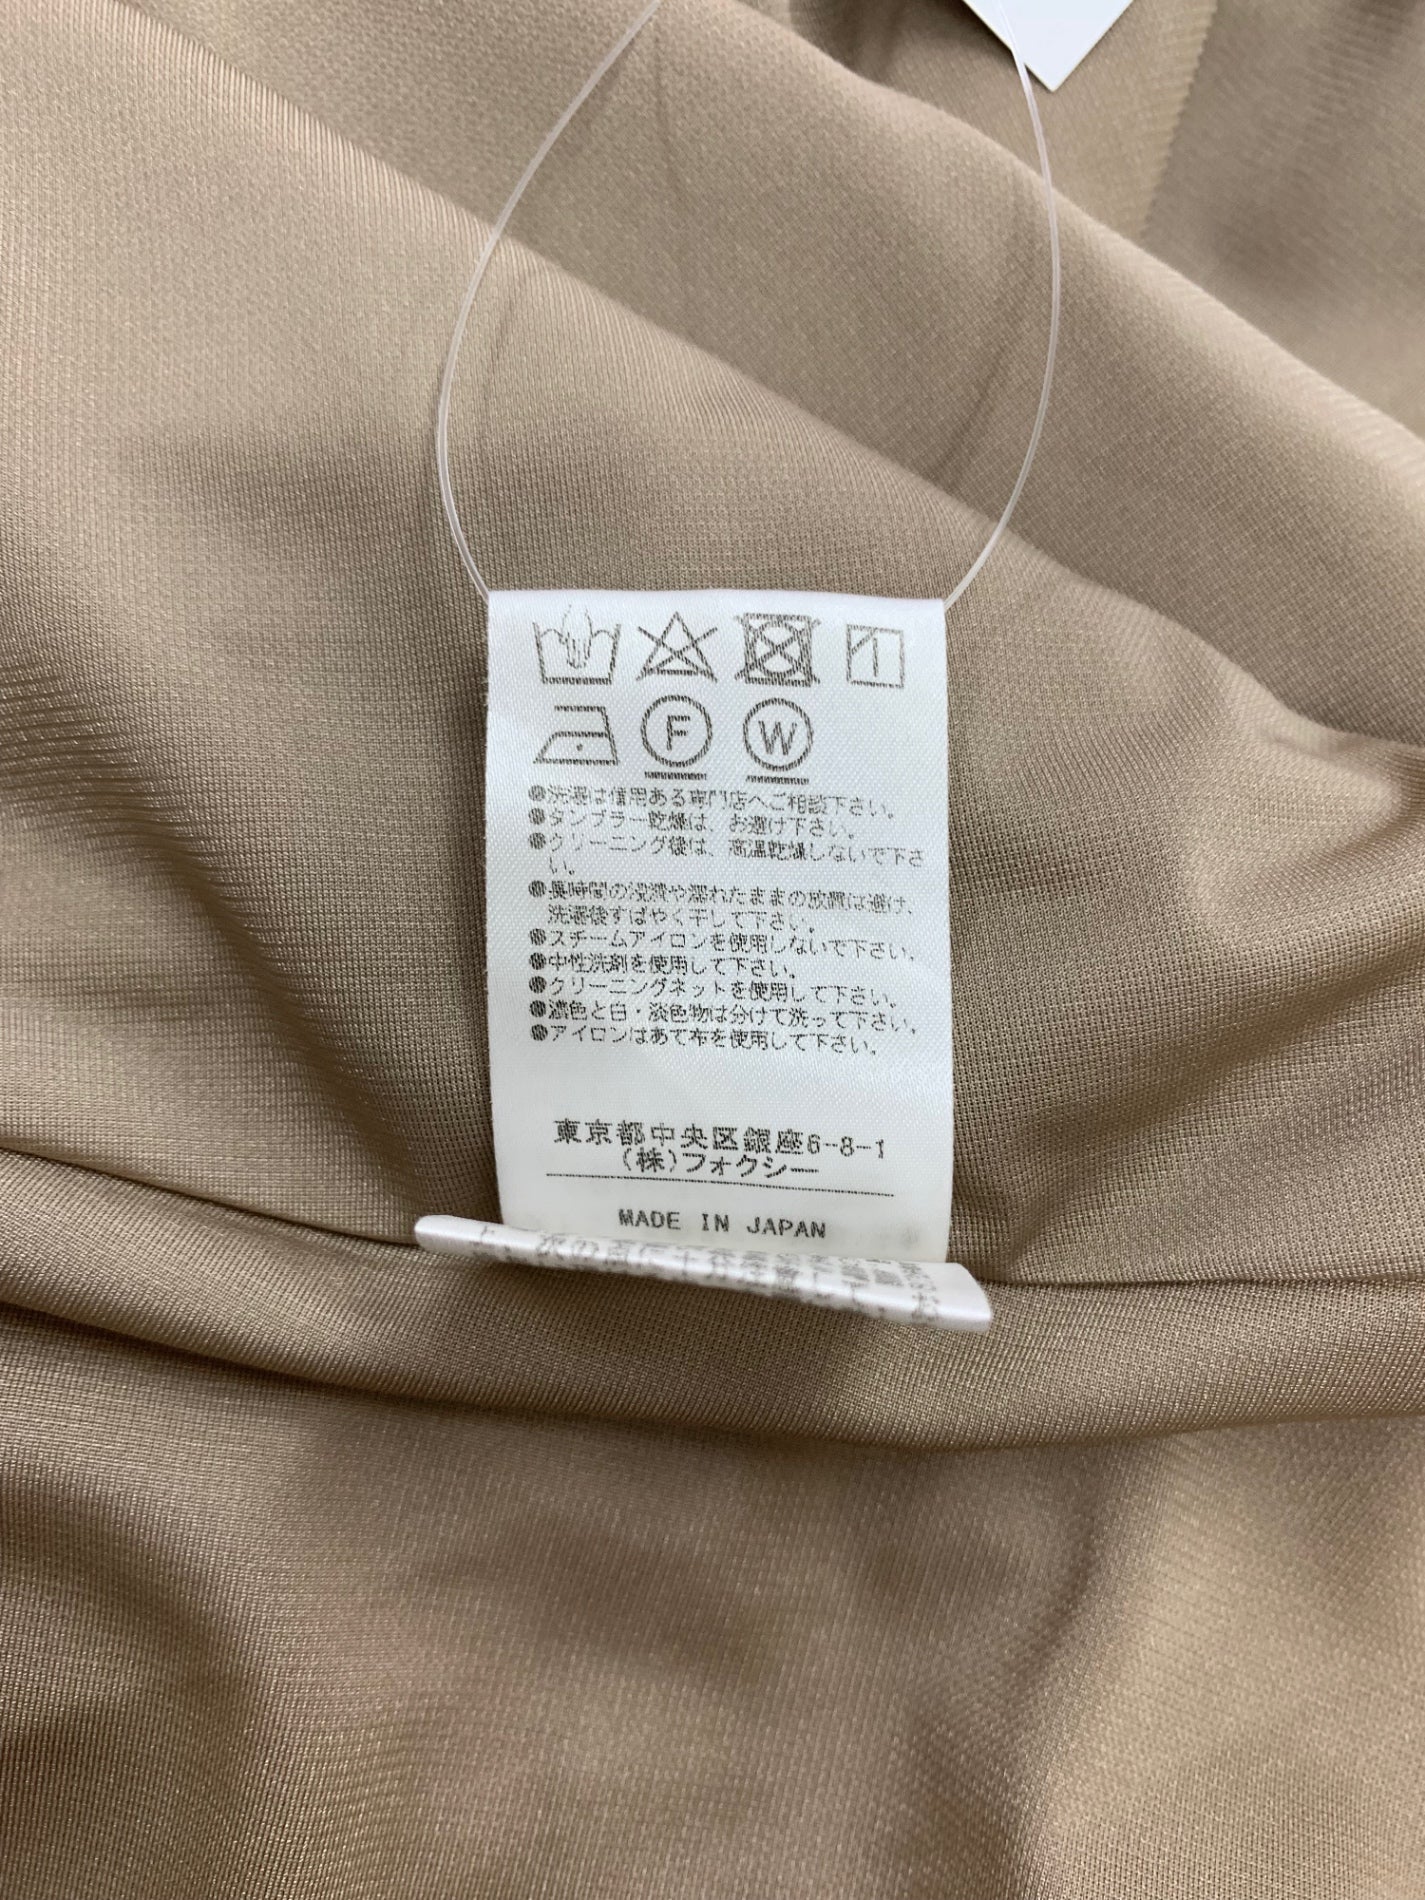 F W
●洗濯は信用ある専門店へご相談下さい。
●タンブラー乾燥は、お避け下さい。
●クリーニング後は、高温乾燥しないで下さ
い。
●長時間の浸漬や濡れたままの放置は避け、
洗濯後すばやく干して下さい。
●スチームアイロンを使用しないで下さい。
●中性洗剤を使用して下さい。
●クリーニングネットを使用して下さい。
●濃色と白・淡色物は分けて洗って下さい。
●アイロンはあて布を使用して下さい。
東京都中央区銀座6-8-1
(株)フォクシー
MADE IN JAPAN